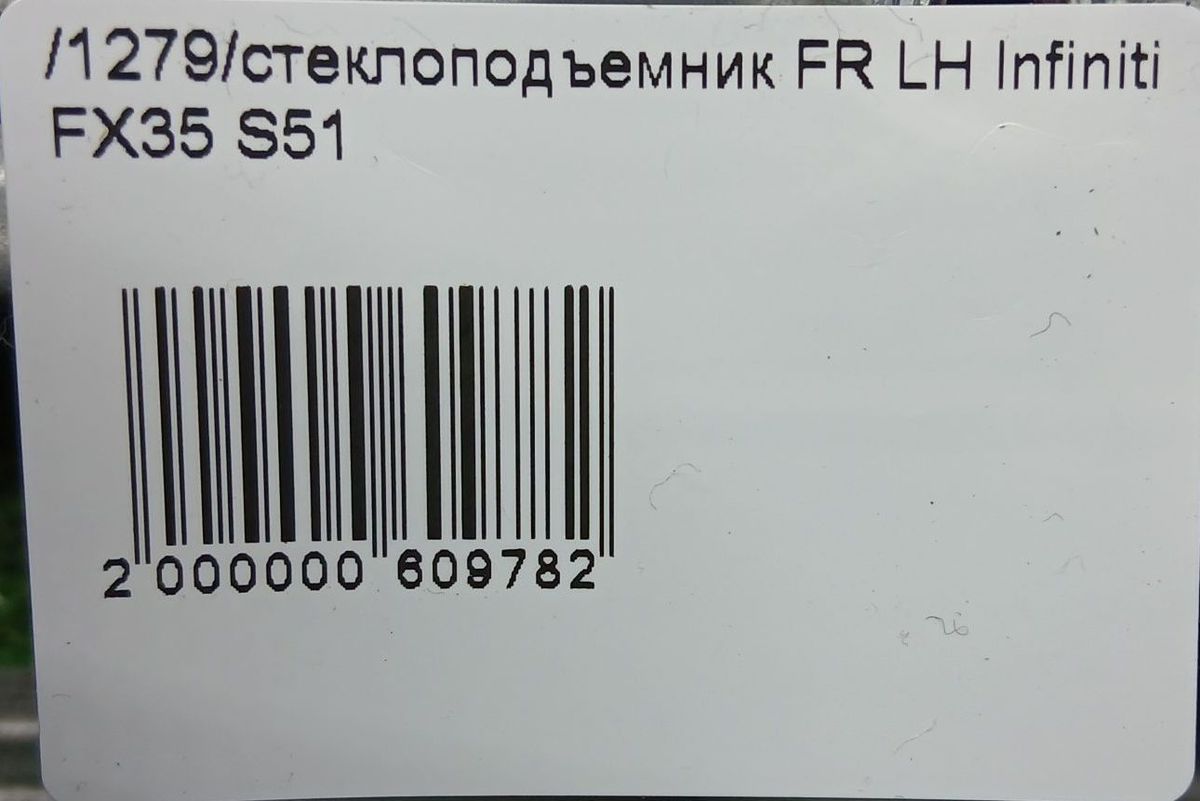 /1279/стеклоподъемник FR LH Infiniti
FX35 S51
2 000000 609782